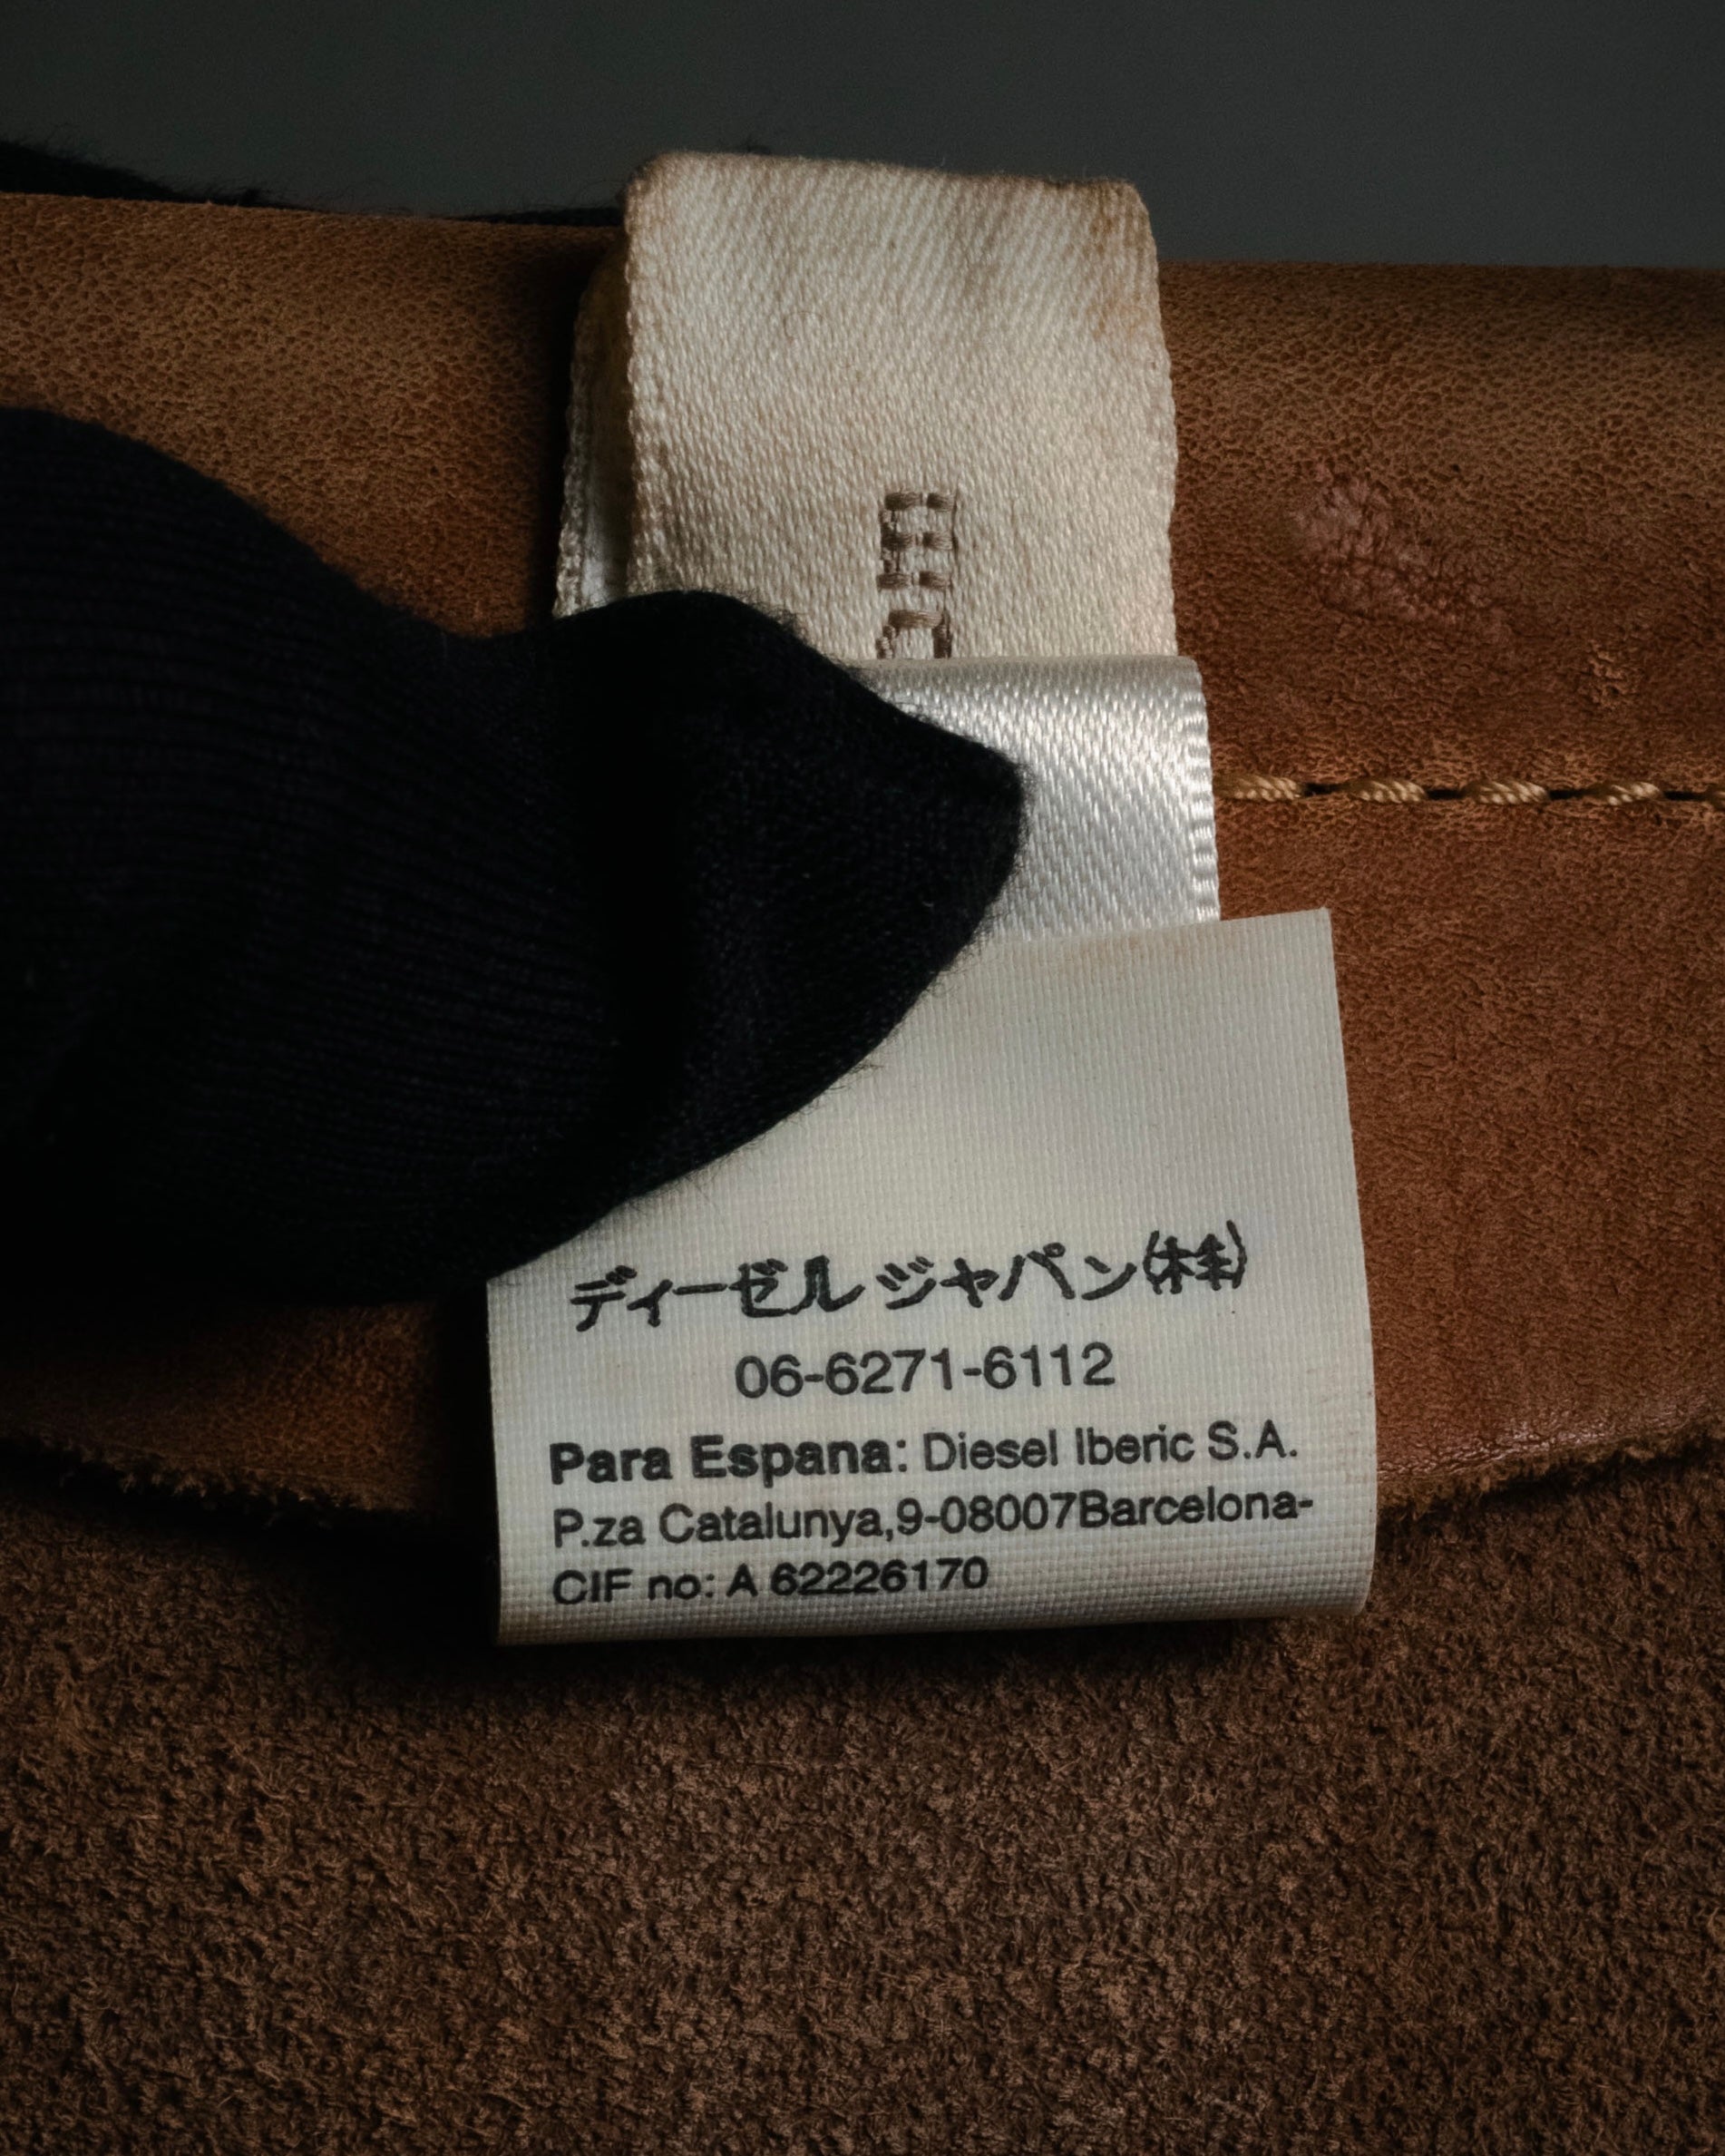 ディーゼル ジャパン(株)
06-6271-6112
Para Espana: Diesel Iberic S.A.
P.za Catalunya,9-08007Barcelona-
CIF no: A 62226170